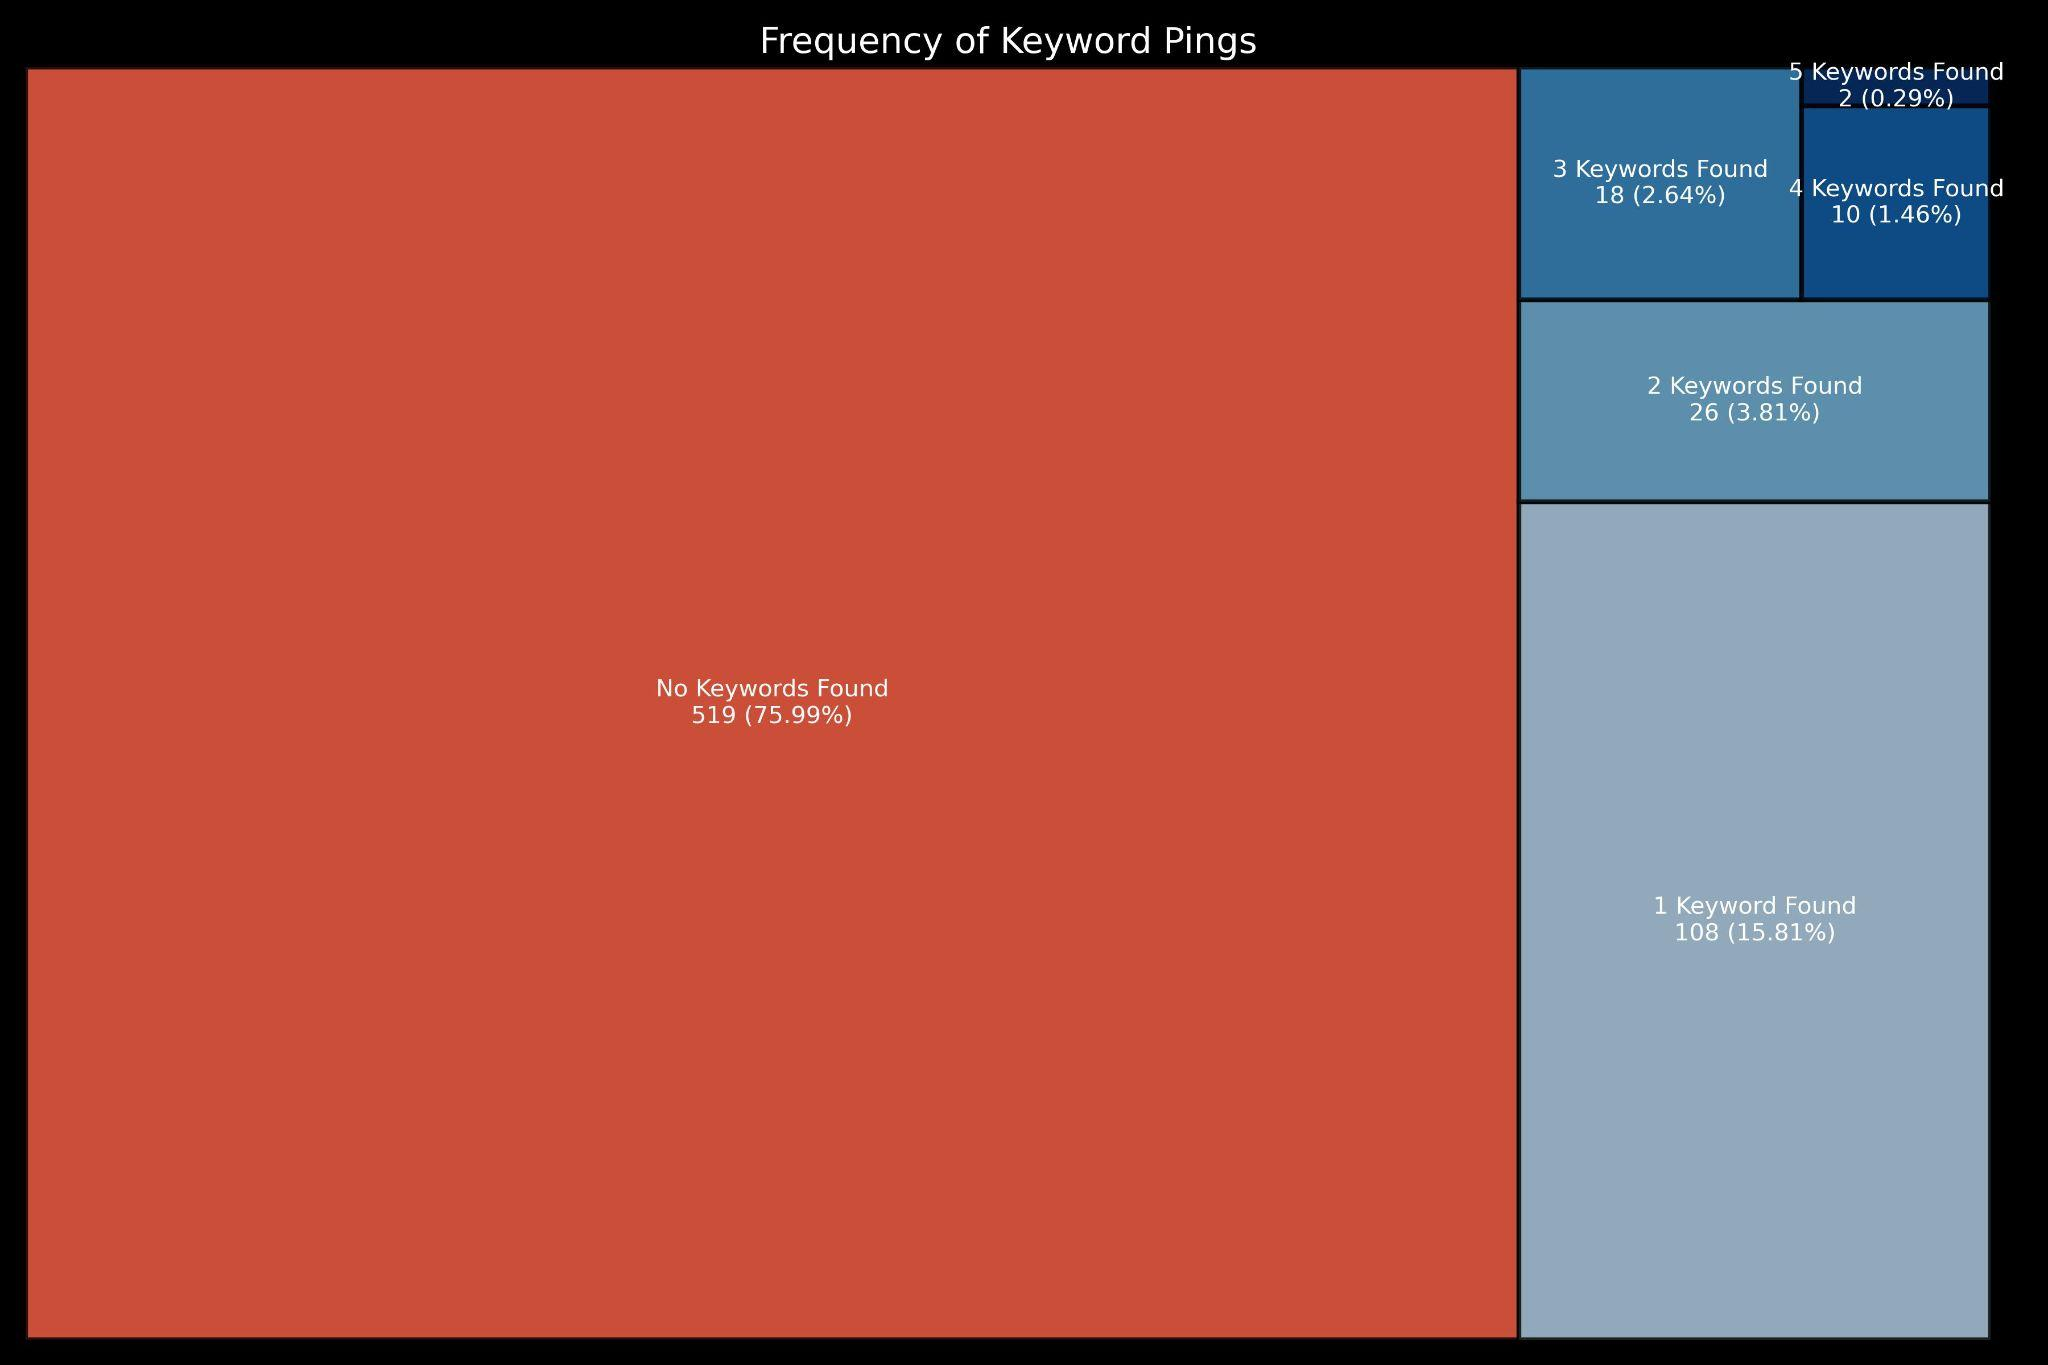 Frequency of Keyword Pings
No Keywords Found
519 (75.99%)
3 Keywords Found
18 (2.64%)
5 Keywords Found
2 (0.29%)
4 Keywords Found
10 (1.46%)
2 Keywords Found
26 (3.81%)
1 Keyword Found
108 (15.81%)